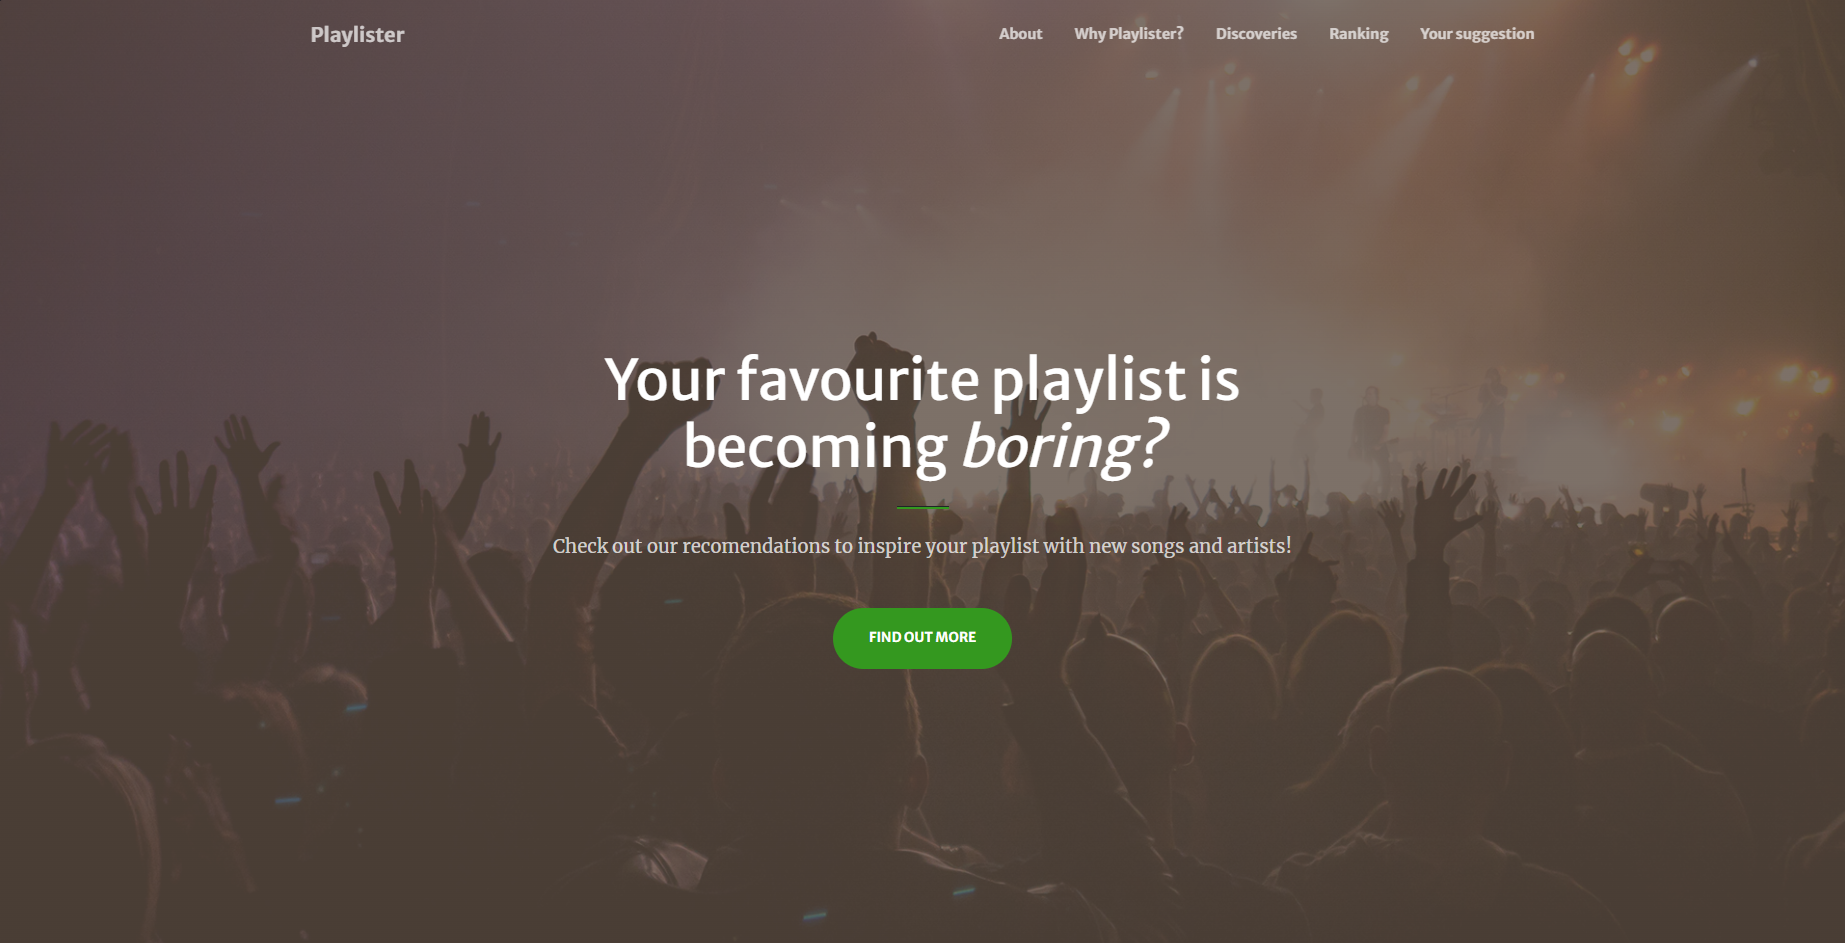 Playlister
About Why Playlister? Discoveries Ranking Your suggestion
Your favourite playlist is
becoming boring?
Check out our recomendations to inspire your playlist with new songs and artists!
FIND OUT MORE